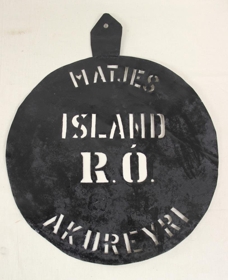 MATJES
ISLAND
R.Ó.
AKUREYRI